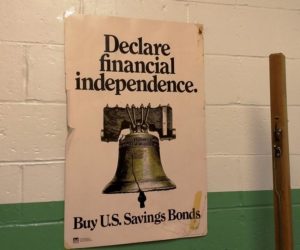 Declare
financial
independence.
Buy U.S. Savings Bonds